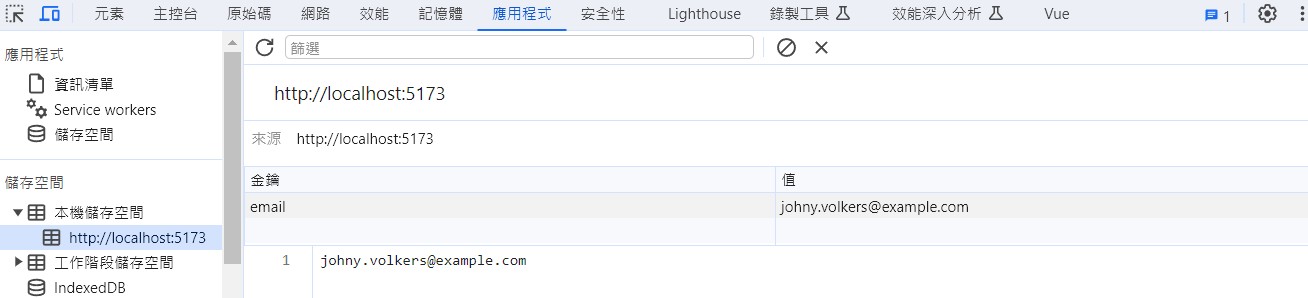 元素 主控台 原始碼 網路 效能 記憶體 應用程式 安全性 Lighthouse 錄製工具 效能深入分析 Vue 1
應用程式
資訊清單
Service workers
儲存空間
儲存空間
本機儲存空間
http://localhost:5173
工作階段儲存空間
IndexedDB
篩選
http://localhost:5173
來源 http://localhost:5173
金鑰 值
email johny.volkers@example.com
1 johny.volkers@example.com